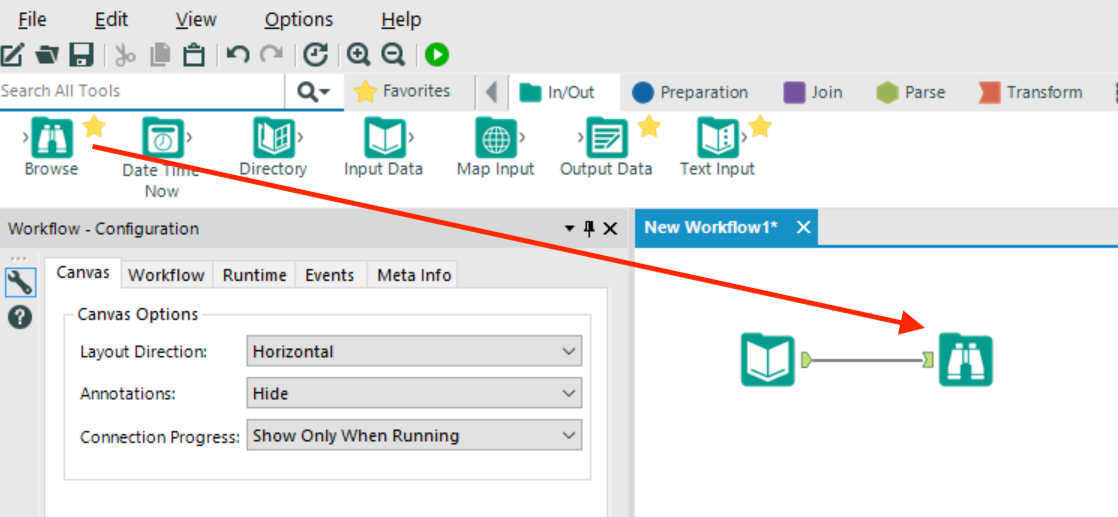 File Edit View Options Help
Search All Tools
Favorites
In/Out Preparation Join Parse Transform
Browse Date Time Now Directory Input Data Map Input Output Data Text Input
Workflow - Configuration
New Workflow1*
Canvas Workflow Runtime Events Meta Info
Canvas Options
Layout Direction: Horizontal
Annotations: Hide
Connection Progress: Show Only When Running